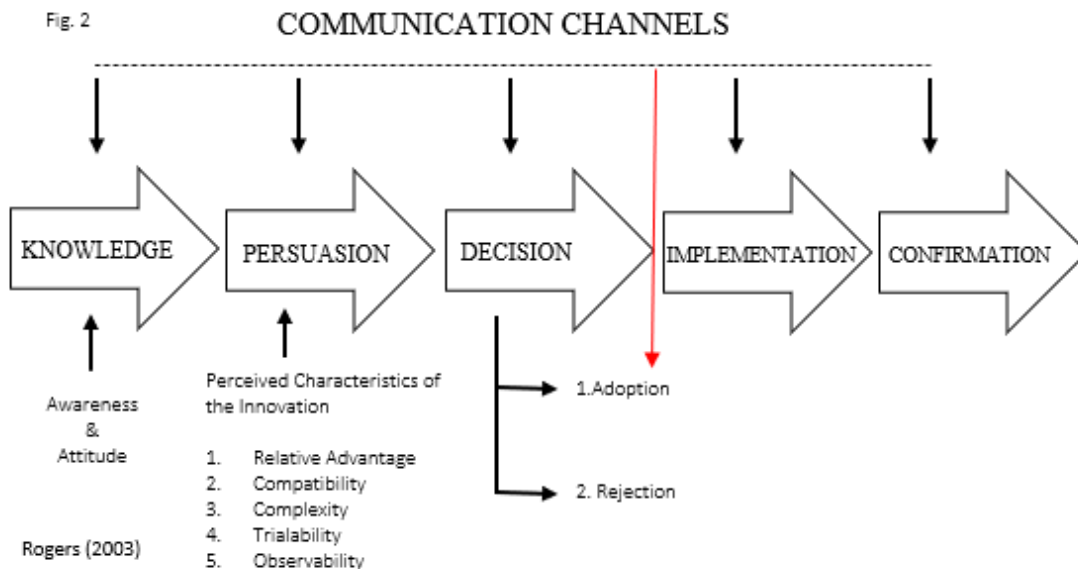 Fig. 2
COMMUNICATION CHANNELS
KNOWLEDGE
PERSUASION
DECISION
IMPLEMENTATION
CONFIRMATION
Awareness
&
Attitude
Perceived Characteristics of
the Innovation
1. Relative Advantage
2. Compatibility
3. Complexity
4. Trialability
5. Observability
1.Adoption
2. Rejection
Rogers (2003)